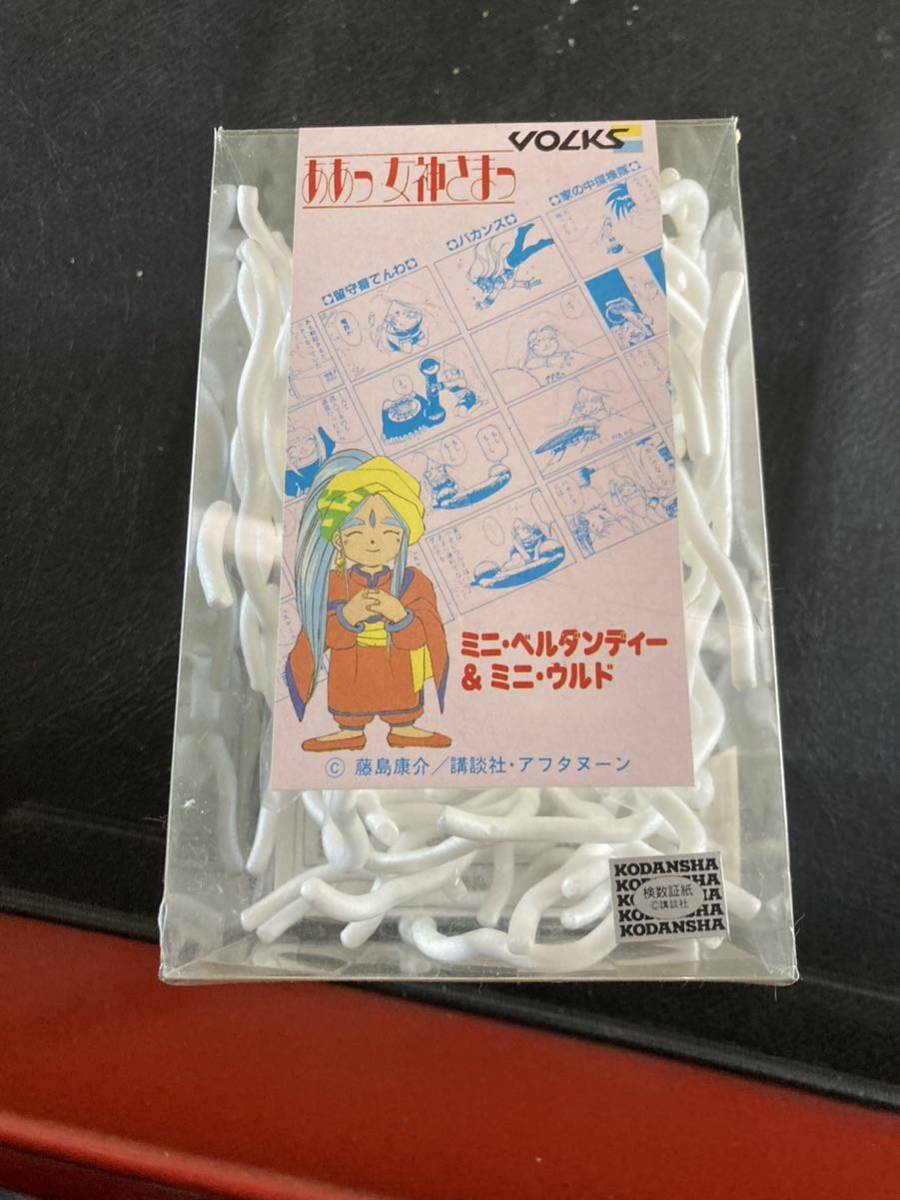 VOLKS
ああっ女神さまっ
留守番でんわ
バカンス
家の中探検隊
ミニ・ベルダンディー
& ミニ・ウルド
© 藤島康介／講談社・アフタヌーン
KODANSHA
検数証紙
©講談社
KODANSHA